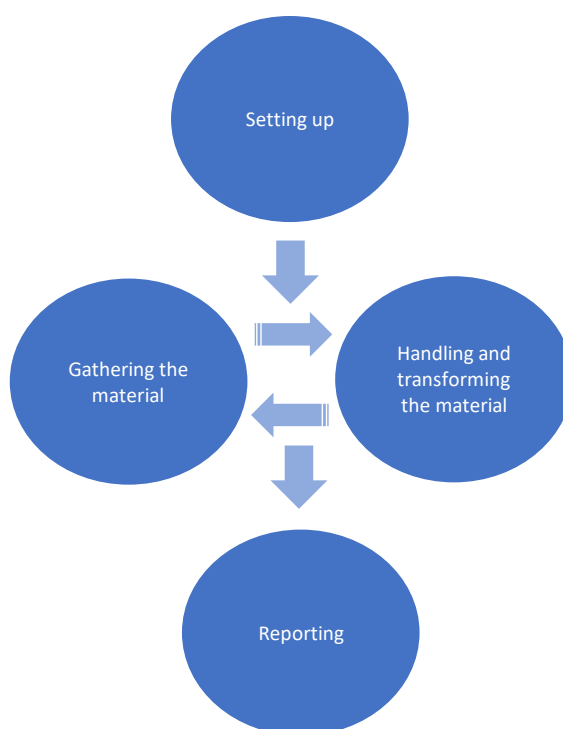 Setting up
Gathering the
material
Handling and
transforming
the material
Reporting